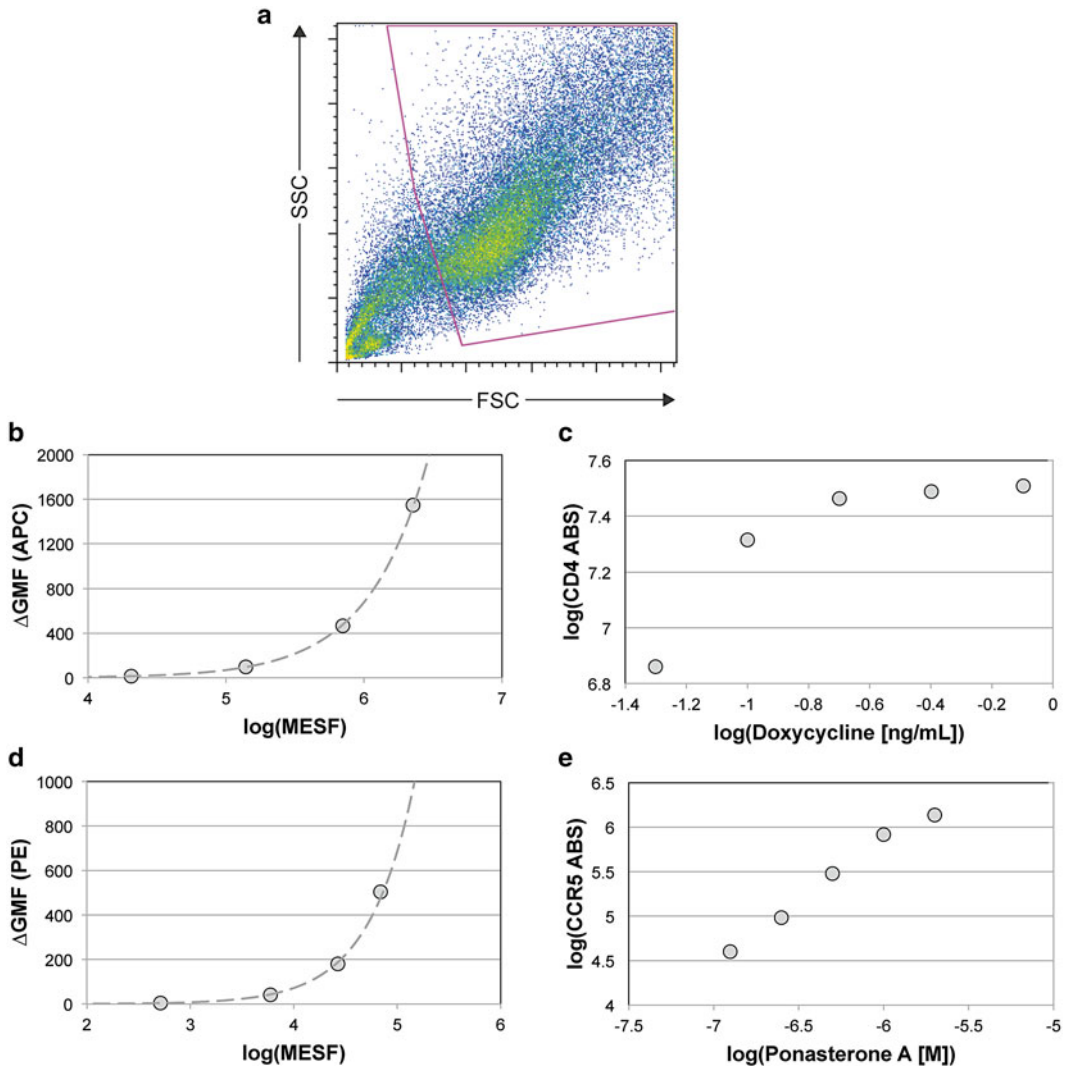 a
SSC
FSC
b
ΔGMF (APC)
2000
1600
1200
800
400
0
4 5 6 7
log(MESF)
c
log(CD4 ABS)
7.6
7.4
7.2
7
6.8
-1.4 -1.2 -1 -0.8 -0.6 -0.4 -0.2 0
log(Doxycycline [ng/mL])
d
ΔGMF (PE)
1000
800
600
400
200
0
2 3 4 5 6
log(MESF)
e
log(CCR5 ABS)
6.5
6
5.5
5
4.5
4
-7.5 -7 -6.5 -6 -5.5 -5
log(Ponasterone A [M])